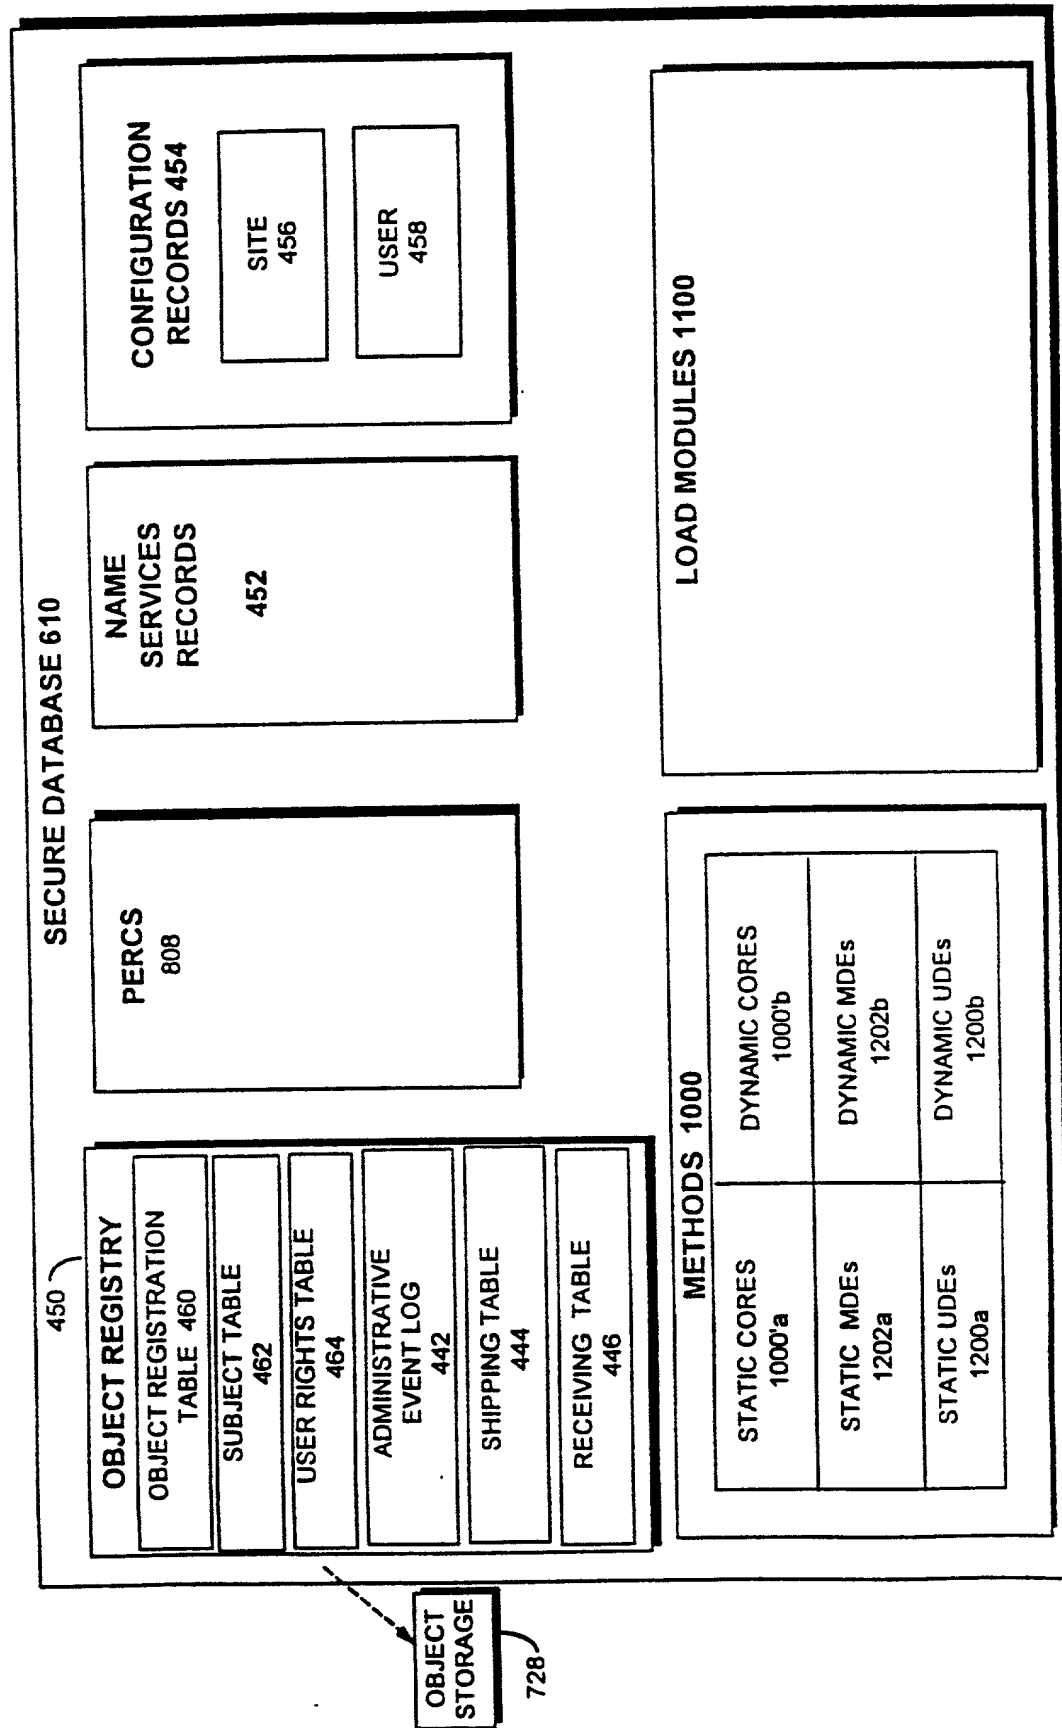 SECURE DATABASE 610
450
OBJECT REGISTRY
OBJECT REGISTRATION
TABLE 460
SUBJECT TABLE
462
USER RIGHTS TABLE
464
ADMINISTRATIVE
EVENT LOG
442
SHIPPING TABLE
444
RECEIVING TABLE
446
OBJECT
STORAGE
728
PERCS
808
NAME
SERVICES
RECORDS
452
CONFIGURATION
RECORDS 454
SITE
456
USER
458
METHODS 1000
STATIC CORES
1000'a
DYNAMIC CORES
1000'b
STATIC MDEs
1202a
DYNAMIC MDEs
1202b
STATIC UDEs
1200a
DYNAMIC UDEs
1200b
LOAD MODULES 1100